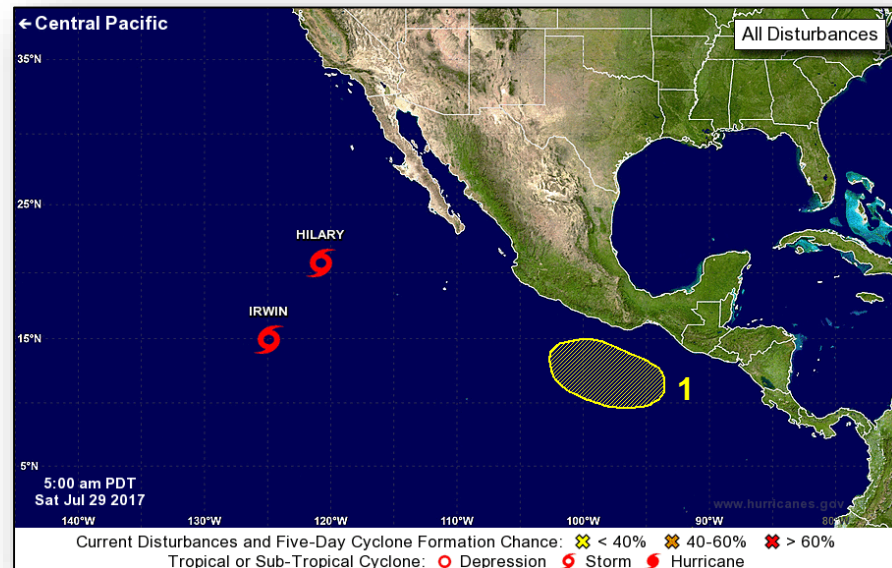 ←Central Pacific
All Disturbances
35°N
25°N
HILARY
IRWIN
15°N
1
5°N
5:00 am PDT
Sat Jul 29 2017
www.hurricanes.gov
140°W 130°W 120°W 110°W 100°W 90°W 80°W
Current Disturbances and Five-Day Cyclone Formation Chance: < 40% 40-60% > 60%
Tropical or Sub-Tropical Cyclone: Depression Storm Hurricane